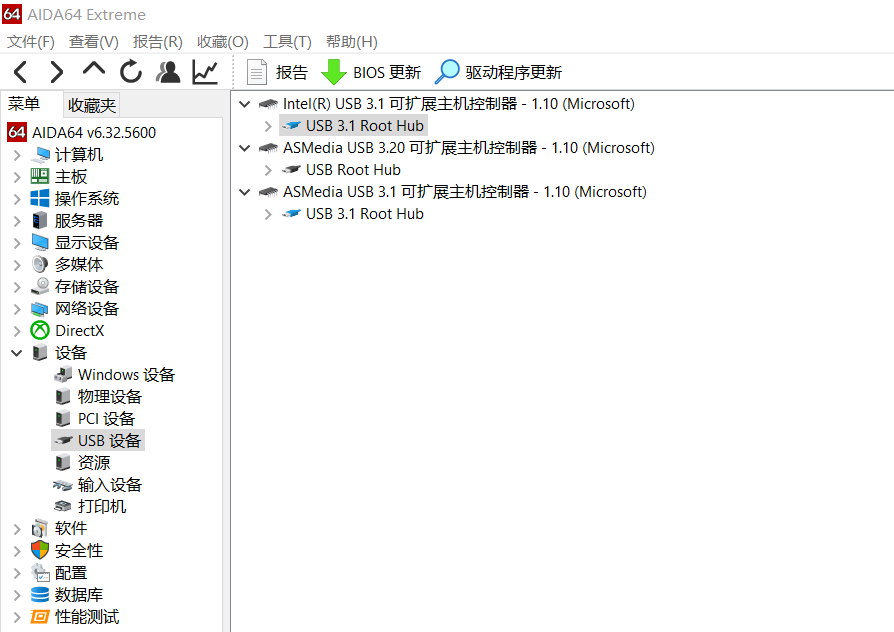 64 AIDA64 Extreme
文件(F) 查看(V) 报告(R) 收藏(O) 工具(T) 帮助(H)
报告 BIOS 更新 驱动程序更新
菜单 收藏夹
64 AIDA64 v6.32.5600
计算机
主板
操作系统
服务器
显示设备
多媒体
存储设备
网络设备
DirectX
设备
Windows 设备
物理设备
PCI 设备
USB 设备
资源
输入设备
打印机
软件
安全性
配置
数据库
性能测试
Intel(R) USB 3.1 可扩展主机控制器 - 1.10 (Microsoft)
USB 3.1 Root Hub
ASMedia USB 3.20 可扩展主机控制器 - 1.10 (Microsoft)
USB Root Hub
ASMedia USB 3.1 可扩展主机控制器 - 1.10 (Microsoft)
USB 3.1 Root Hub